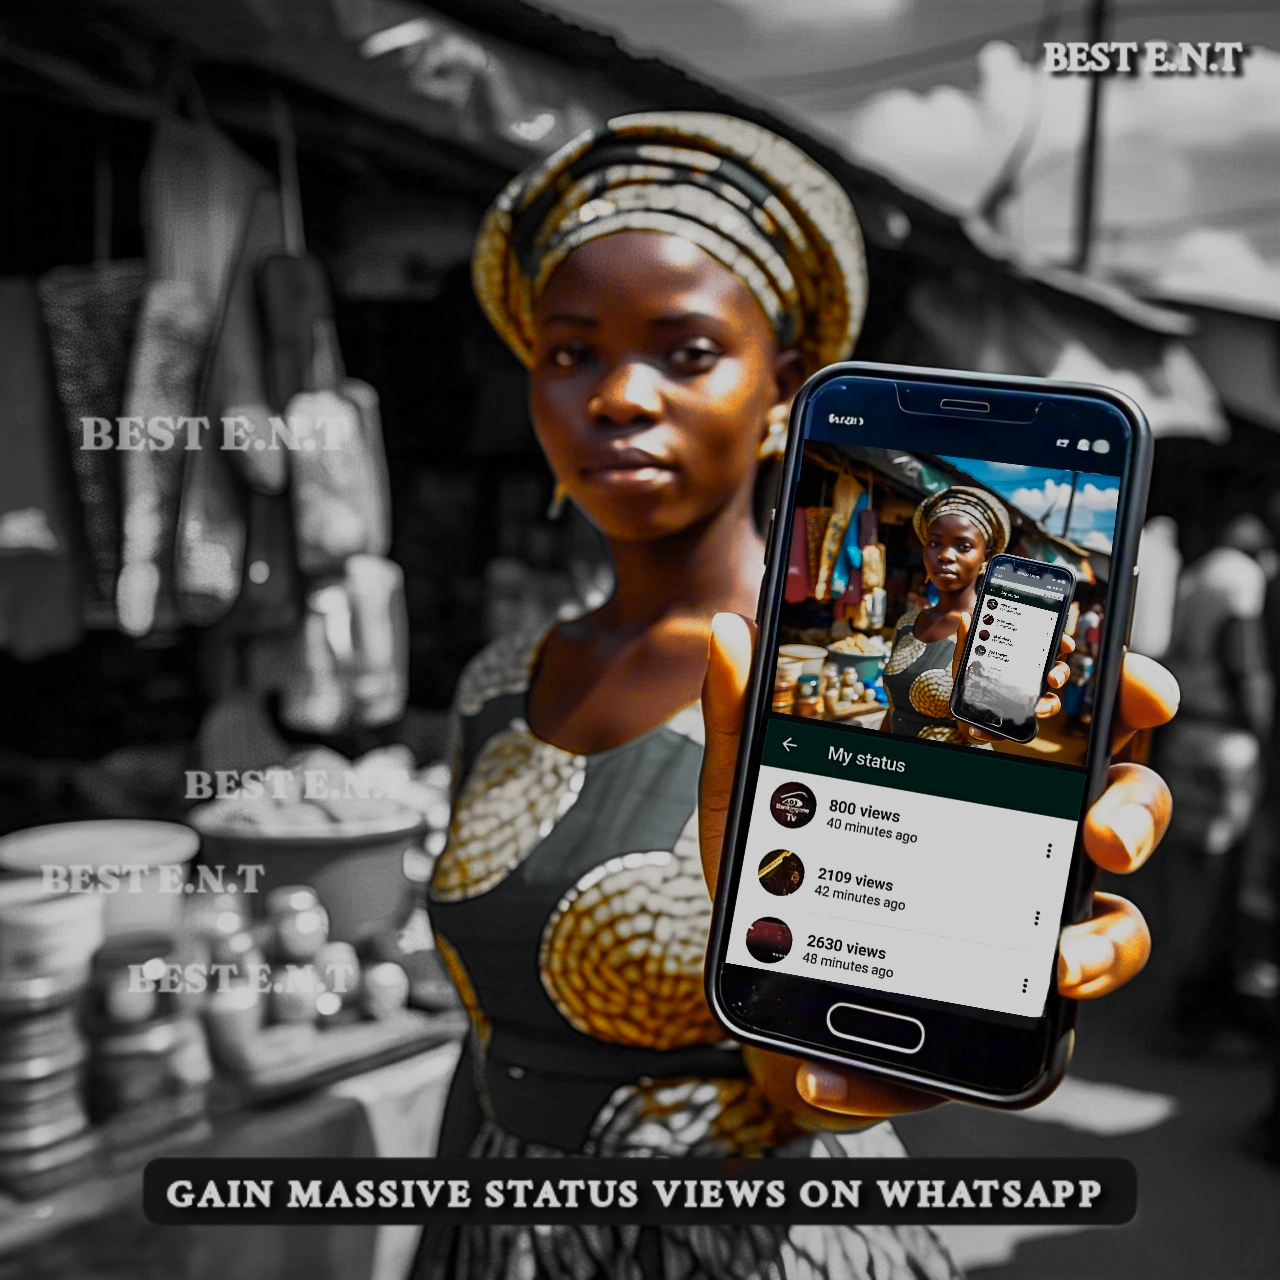 BEST E.N.T
BEST E.N.T
My status
800 views
40 minutes ago
2109 views
42 minutes ago
2630 views
48 minutes ago
BEST E.N.T
BEST E.N.T
BEST E.N.T
GAIN MASSIVE STATUS VIEWS ON WHATSAPP